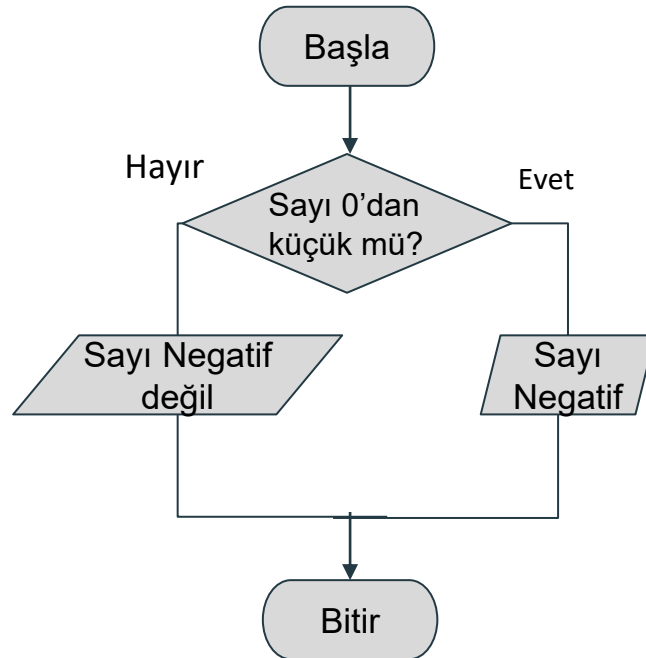 Başla
Hayır
Evet
Sayı 0’dan
küçük mü?
Sayı Negatif
değil
Sayı
Negatif
Bitir